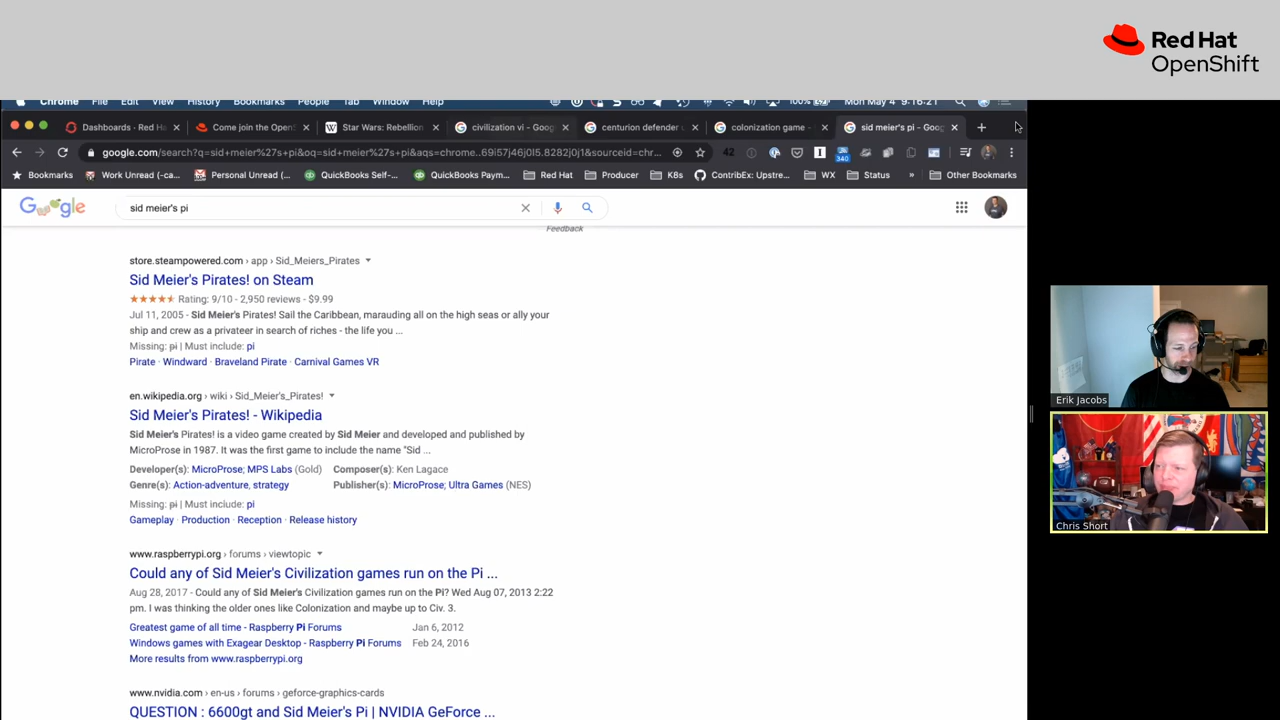 Red Hat
OpenShift
Chrome File Edit View History Bookmarks People Tab Window Help 100% Mon May 4 9:16:21
Dashboards - Red Ha
Come join the OpenS
Star Wars: Rebellion
civilization vi - Goog
centurion defender o
colonization game -
sid meier's pi - Goog
google.com/search?q=sid+meier%27s+pi&oq=sid+meier%27s+pi&aqs=chrome..69i57j46j0l5.8282j0j1&sourceid=chr...
42
340
Bookmarks Work Unread (-ca... Personal Unread (... QuickBooks Self-... QuickBooks Paym... Red Hat Producer K8s ContribEx: Upstre... WX Status » Other Bookmarks
Google
sid meier's pi
Feedback
store.steampowered.com › app › Sid_Meiers_Pirates
Sid Meier's Pirates! on Steam
★★★★★ Rating: 9/10 - 2,950 reviews - $9.99
Jul 11, 2005 - Sid Meier's Pirates! Sail the Caribbean, marauding all on the high seas or ally your
ship and crew as a privateer in search of riches - the life you ...
Missing: pi | Must include: pi
Pirate · Windward · Braveland Pirate · Carnival Games VR
en.wikipedia.org › wiki › Sid_Meier's_Pirates!
Sid Meier's Pirates! - Wikipedia
Sid Meier's Pirates! is a video game created by Sid Meier and developed and published by
MicroProse in 1987. It was the first game to include the name "Sid ...
Developer(s): MicroProse; MPS Labs (Gold) Composer(s): Ken Lagace
Genre(s): Action-adventure, strategy Publisher(s): MicroProse; Ultra Games (NES)
Missing: pi | Must include: pi
Gameplay · Production · Reception · Release history
www.raspberrypi.org › forums › viewtopic
Could any of Sid Meier's Civilization games run on the Pi ...
Aug 28, 2017 - Could any of Sid Meier's Civilization games run on the Pi? Wed Aug 07, 2013 2:22
pm. I was thinking the older ones like Colonization and maybe up to Civ. 3.
Greatest game of all time - Raspberry Pi Forums Jan 6, 2012
Windows games with Exagear Desktop - Raspberry Pi Forums Feb 24, 2016
More results from www.raspberrypi.org
www.nvidia.com › en-us › forums › geforce-graphics-cards
QUESTION : 6600gt and Sid Meier's Pi | NVIDIA GeForce ...
Erik Jacobs
Chris Short